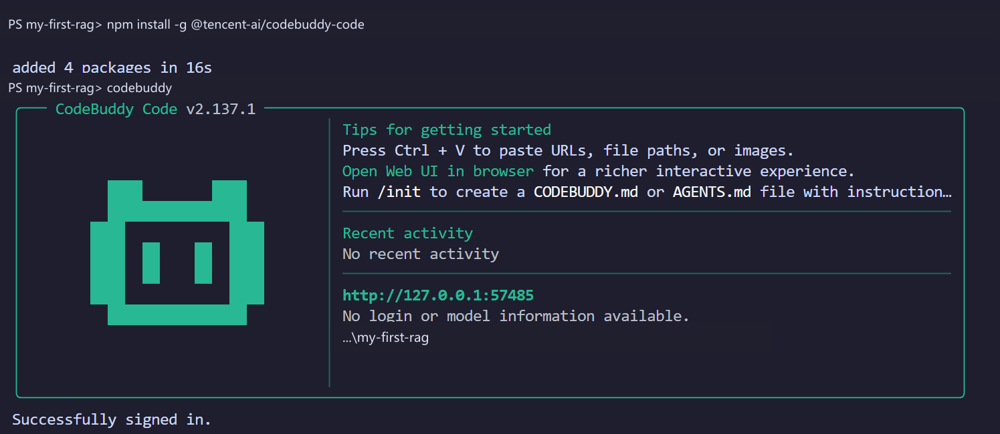 PS my-first-rag> npm install -g @tencent-ai/codebuddy-code
added 4 packages in 16s
PS my-first-rag> codebuddy
CodeBuddy Code v2.137.1
Tips for getting started
Press Ctrl + V to paste URLs, file paths, or images.
Open Web UI in browser for a richer interactive experience.
Run /init to create a CODEBUDDY.md or AGENTS.md file with instruction…
Recent activity
No recent activity
http://127.0.0.1:57485
No login or model information available.
...\my-first-rag
Successfully signed in.